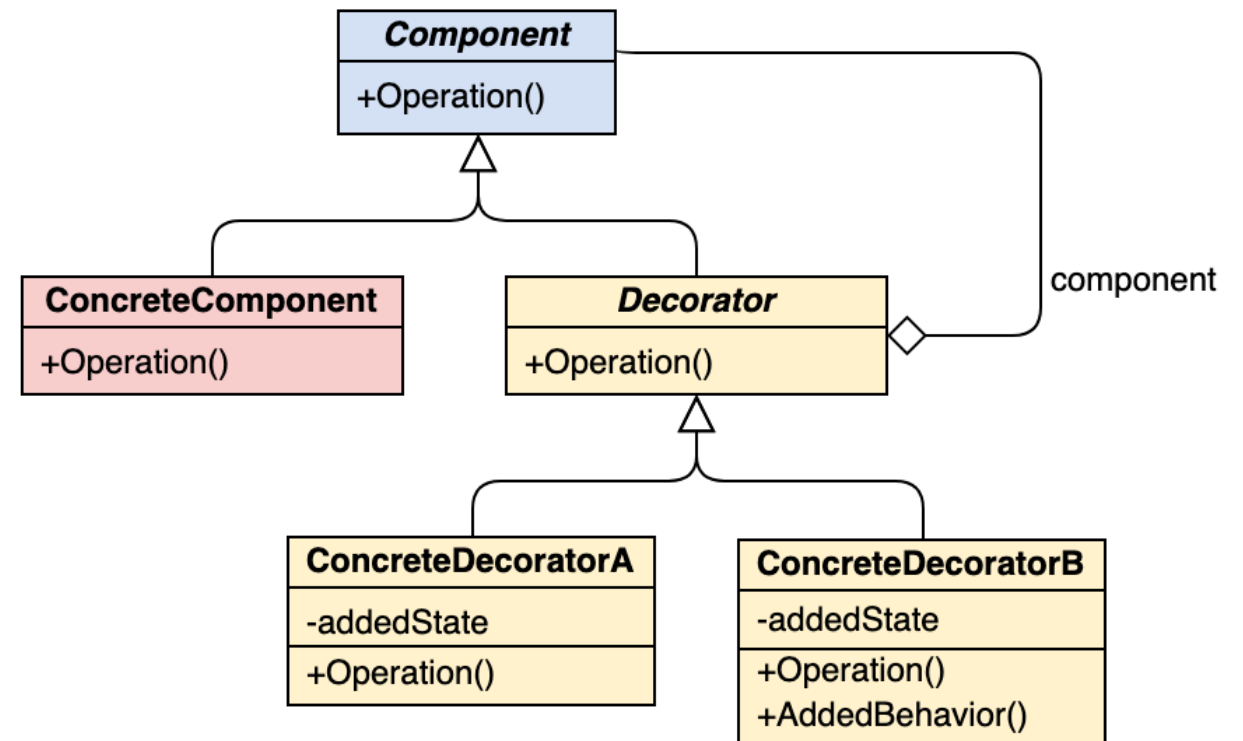 Component
+Operation()
component
ConcreteComponent
+Operation()
Decorator
+Operation()
ConcreteDecoratorA
-addedState
+Operation()
ConcreteDecoratorB
-addedState
+Operation()
+AddedBehavior()